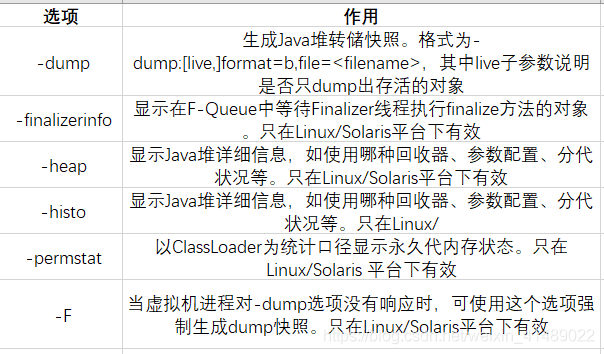 选项 作用
-dump 生成Java堆转储快照。格式为-
dump:[live,]format=b,file=<filename>，其中live子参数说明
是否只dump出存活的对象
-finalizerinfo 显示在F-Queue中等待Finalizer线程执行finalize方法的对象
。只在Linux/Solaris平台下有效
-heap 显示Java堆详细信息，如使用哪种回收器、参数配置、分代
状况等。只在Linux/Solaris平台下有效
-histo 显示Java堆详细信息，如使用哪种回收器、参数配置、分代
状况等。只在Linux/
-permstat 以ClassLoader为统计口径显示永久代内存状态。只在
Linux/Solaris 平台下有效
-F 当虚拟机进程对-dump选项没有响应时，可使用这个选项强
制生成dump快照。只在Linux/Solaris平台下有效
https://blog.csdn.net/weixin_41489022